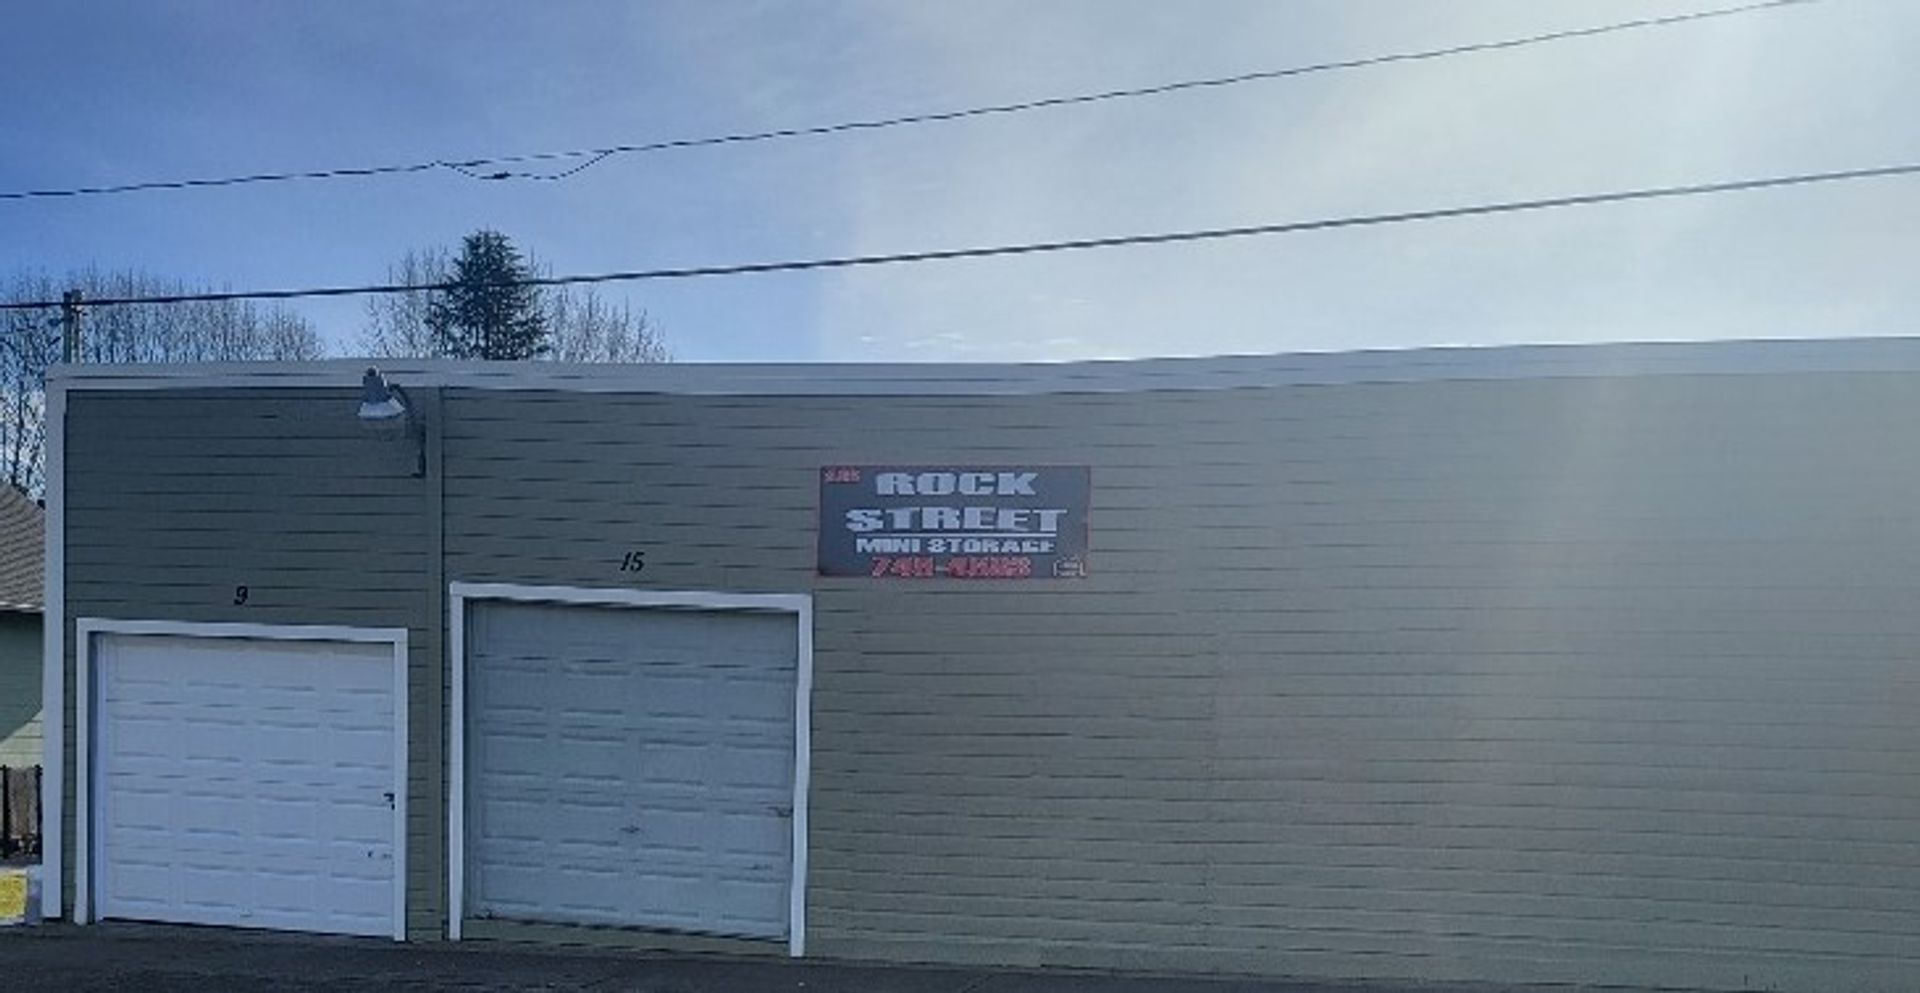 ROCK
STREET
MINI STORAGE
15
9